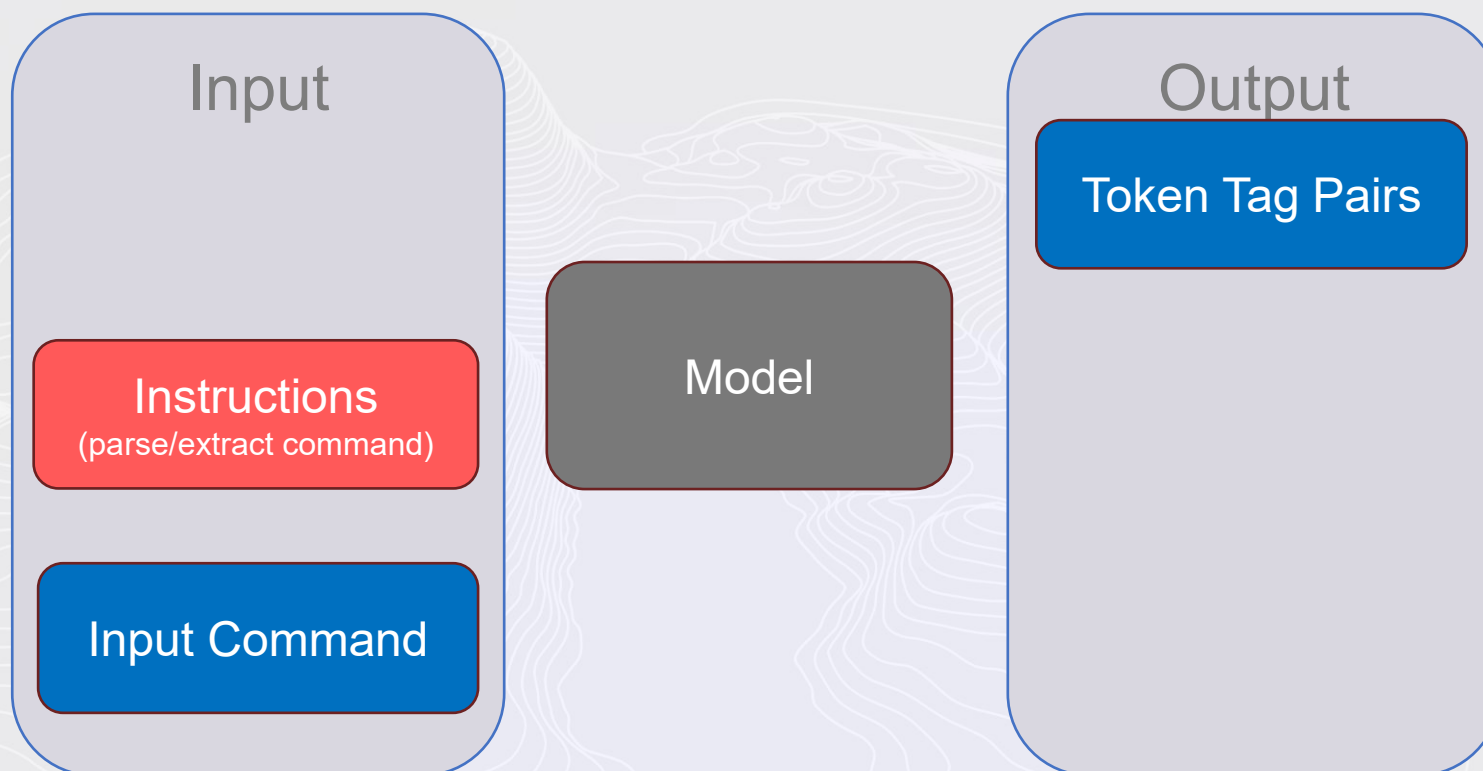 Input
Instructions
(parse/extract command)
Input Command
Model
Output
Token Tag Pairs